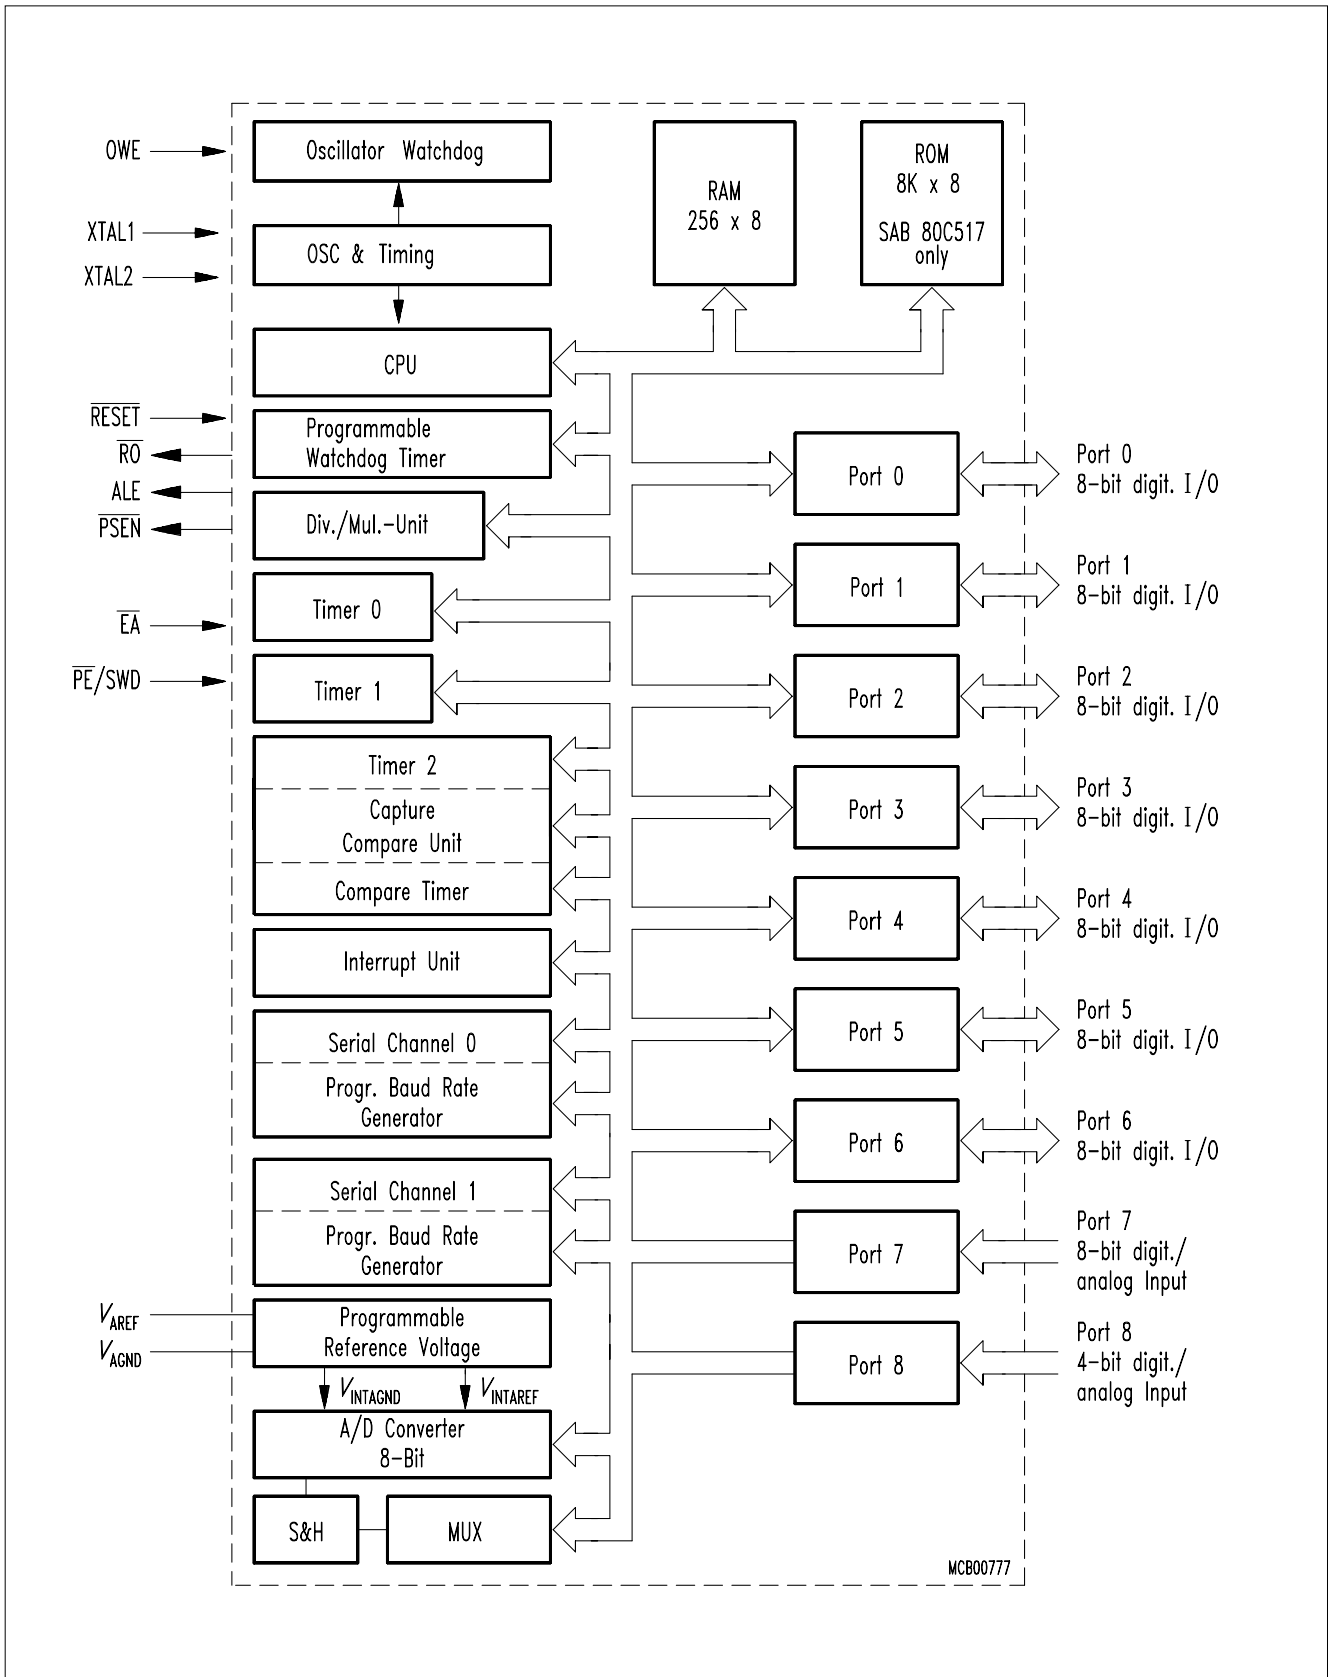 OWE
XTAL1
XTAL2
RESET
RO
ALE
PSEN
EA
PE/SWD
VAREF
VAGND
Oscillator Watchdog
OSC & Timing
CPU
Programmable
Watchdog Timer
Div./Mul.-Unit
Timer 0
Timer 1
Timer 2
Capture
Compare Unit
Compare Timer
Interrupt Unit
Serial Channel 0
Progr. Baud Rate
Generator
Serial Channel 1
Progr. Baud Rate
Generator
Programmable
Reference Voltage
VINTAGND
VINTAREF
A/D Converter
8-Bit
S&H
MUX
RAM
256 x 8
ROM
8K x 8
SAB 80C517
only
Port 0
Port 1
Port 2
Port 3
Port 4
Port 5
Port 6
Port 7
Port 8
Port 0
8-bit digit. I/O
Port 1
8-bit digit. I/O
Port 2
8-bit digit. I/O
Port 3
8-bit digit. I/O
Port 4
8-bit digit. I/O
Port 5
8-bit digit. I/O
Port 6
8-bit digit. I/O
Port 7
8-bit digit./
analog Input
Port 8
4-bit digit./
analog Input
MCB00777